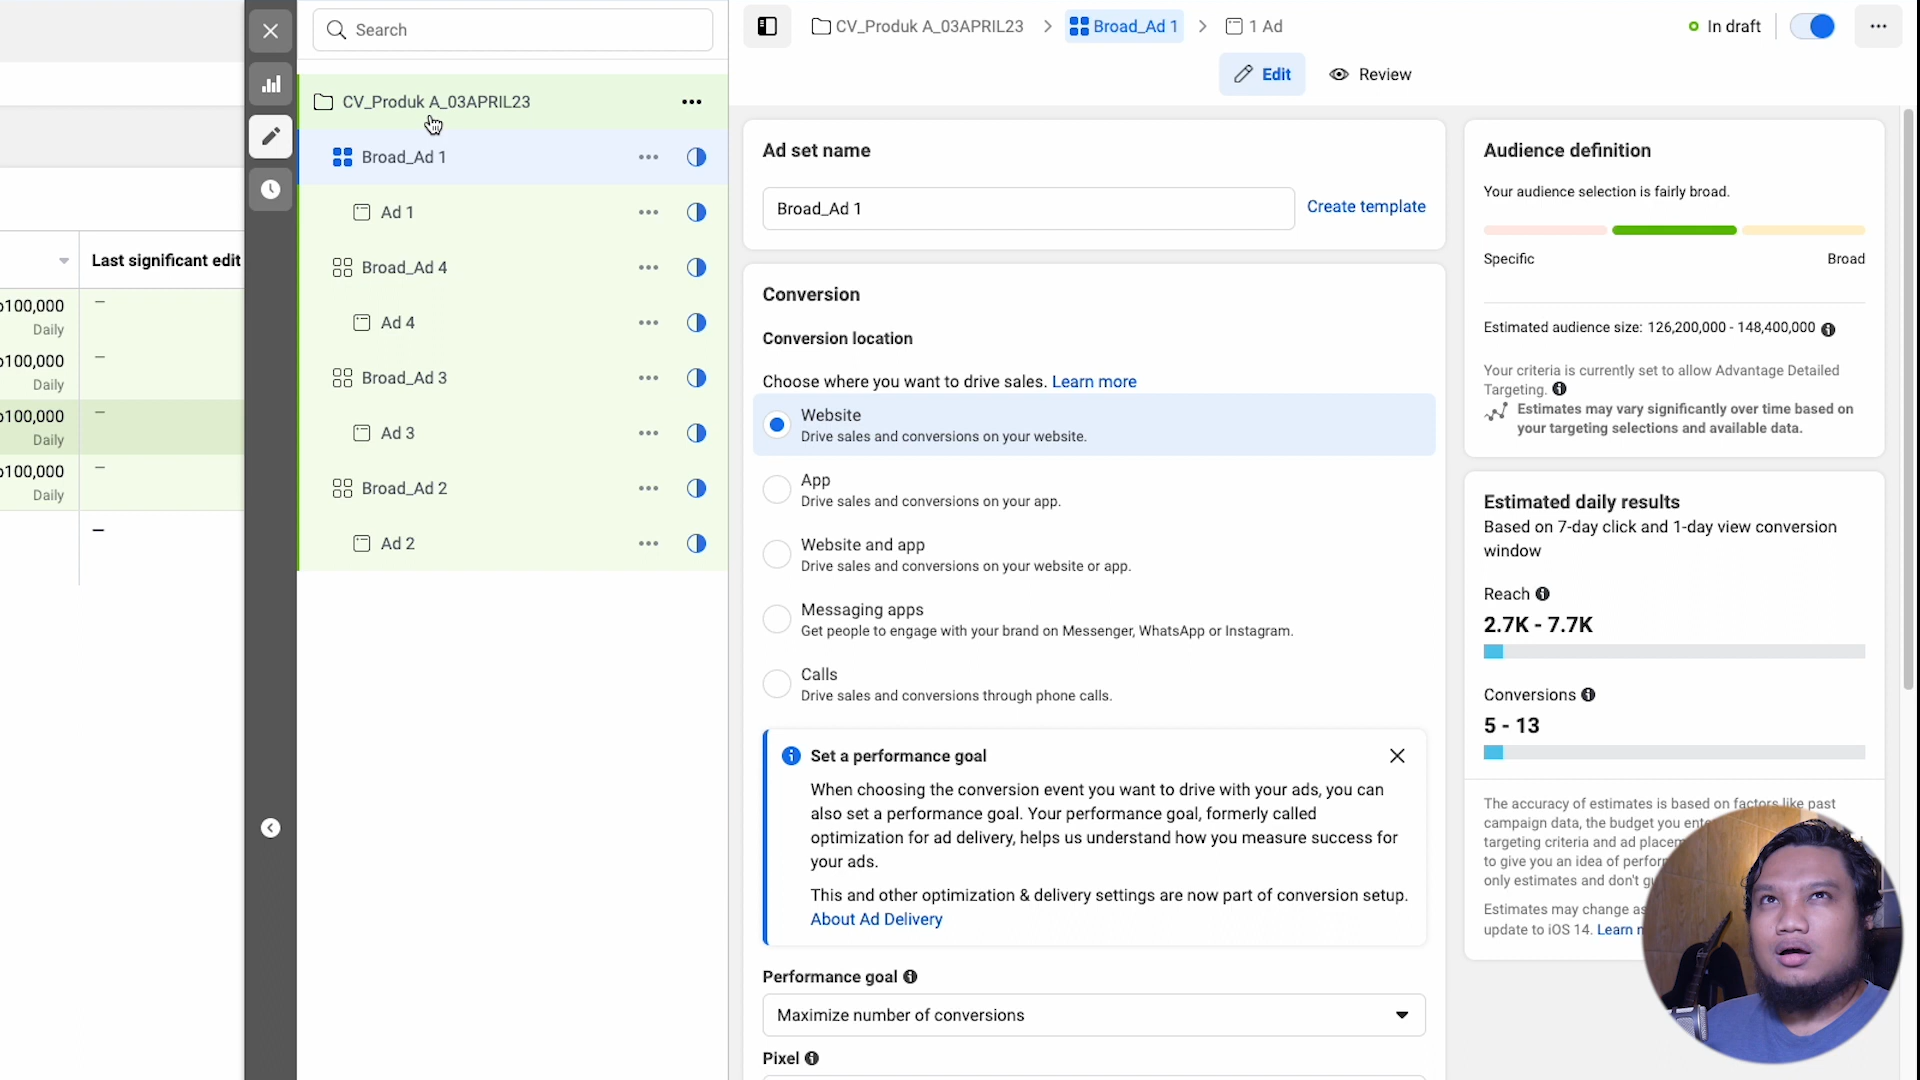 Search
CV_Produk A_03APRIL23
Broad_Ad 1
1 Ad
In draft
Edit
Review
Last significant edit
100,000
Daily
100,000
Daily
100,000
Daily
100,000
Daily
CV_Produk A_03APRIL23
Broad_Ad 1
Ad 1
Broad_Ad 4
Ad 4
Broad_Ad 3
Ad 3
Broad_Ad 2
Ad 2
Ad set name
Broad_Ad 1
Create template
Conversion
Conversion location
Choose where you want to drive sales. Learn more
Website
Drive sales and conversions on your website.
App
Drive sales and conversions on your app.
Website and app
Drive sales and conversions on your website or app.
Messaging apps
Get people to engage with your brand on Messenger, WhatsApp or Instagram.
Calls
Drive sales and conversions through phone calls.
Set a performance goal
When choosing the conversion event you want to drive with your ads, you can
also set a performance goal. Your performance goal, formerly called
optimization for ad delivery, helps us understand how you measure success for
your ads.
This and other optimization & delivery settings are now part of conversion setup.
About Ad Delivery
Performance goal
Maximize number of conversions
Pixel
Audience definition
Your audience selection is fairly broad.
Specific
Broad
Estimated audience size: 126,200,000 - 148,400,000
Your criteria is currently set to allow Advantage Detailed
Targeting.
Estimates may vary significantly over time based on
your targeting selections and available data.
Estimated daily results
Based on 7-day click and 1-day view conversion
window
Reach
2.7K - 7.7K
Conversions
5 - 13
The accuracy of estimates is based on factors like past
campaign data, the budget you
targeting criteria and ad
to give you an idea of
only estimates and don't
Estimates may change
update to iOS 14. Learn